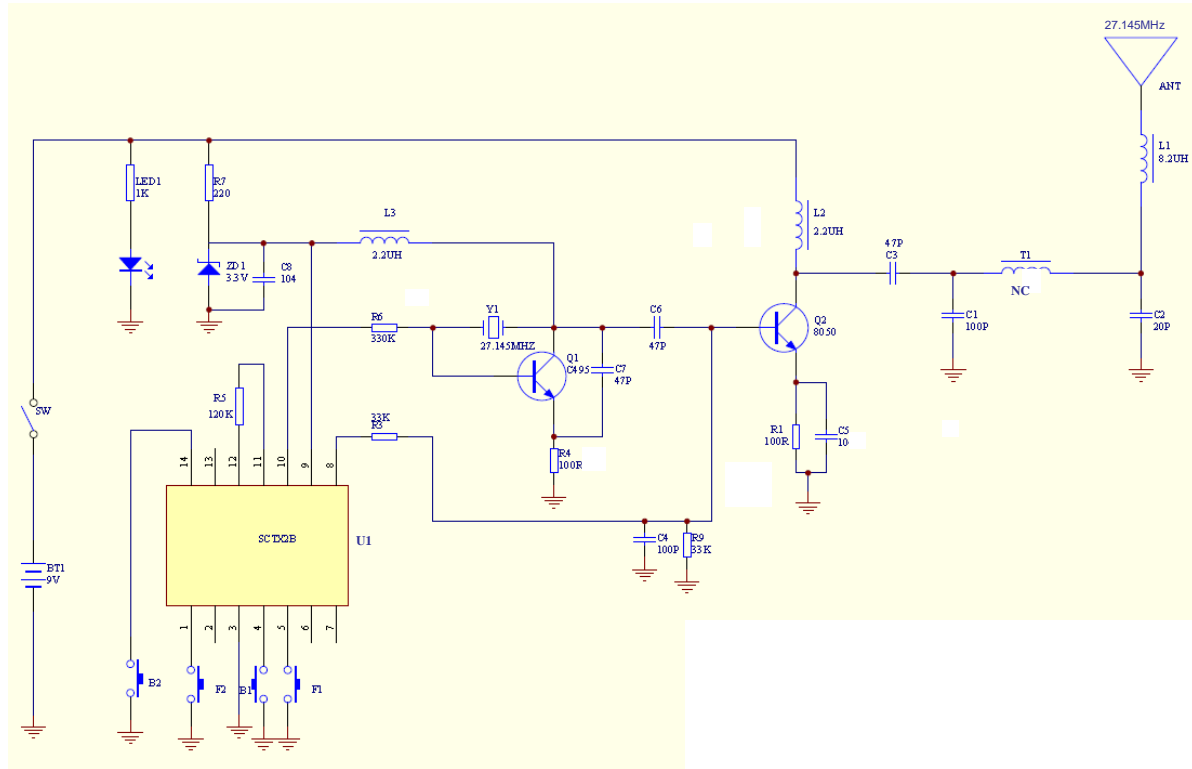 27.145MHz
ANT
L1
8.2UH
LED1
1K
R7
220
L3
2.2UH
L2
2.2UH
47P
C3
T1
NC
ZD1
3.3V
C8
104
R6
330K
Y1
27.145MHZ
C6
47P
Q2
8050
C1
100P
C2
20P
Q1
C495
C7
47P
R5
120K
33K
R3
SW
R4
100R
R1
100R
C5
10
14
13
12
11
10
9
8
SCTX2B
U1
C4
100P
R9
33K
BT1
9V
1
2
3
4
5
6
7
B2
F2
B1
F1